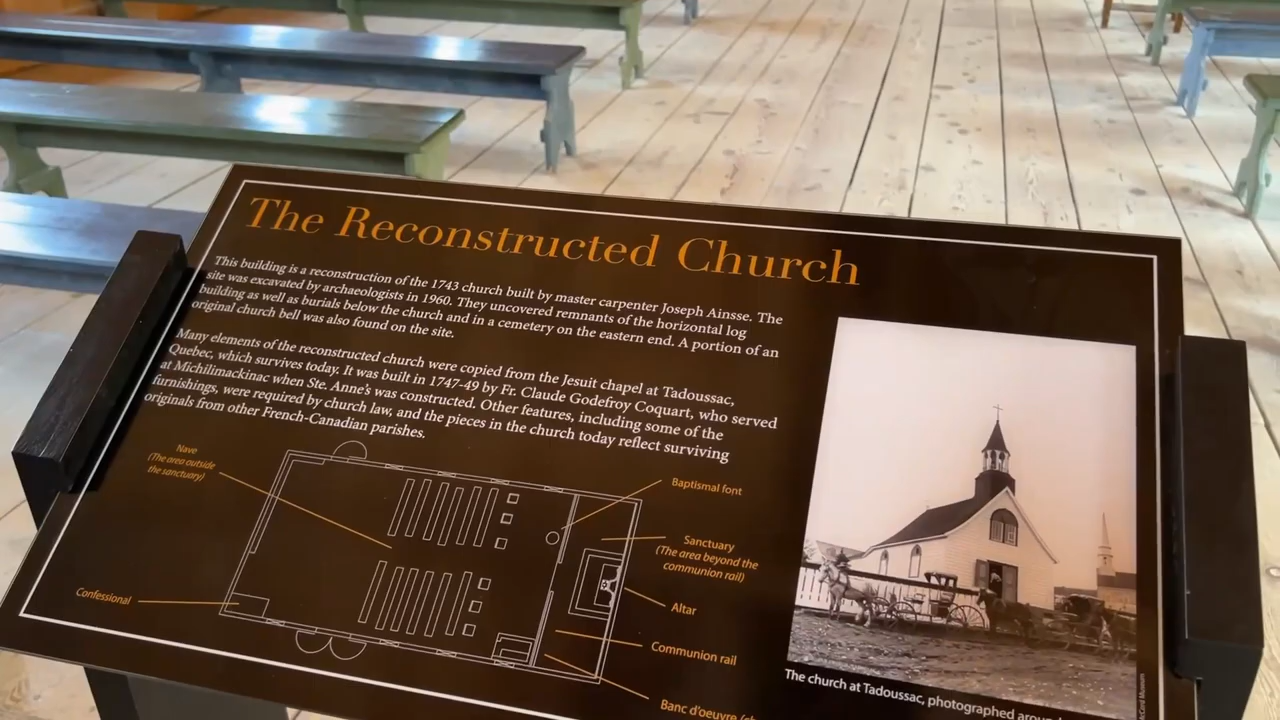 The Reconstructed Church
This building is a reconstruction of the 1743 church built by master carpenter Joseph Ainsse. The
site was excavated by archaeologists in 1960. They uncovered remnants of the horizontal log
building as well as burials below the church and in a cemetery on the eastern end. A portion of an
original church bell was also found on the site.
Many elements of the reconstructed church were copied from the Jesuit chapel at Tadoussac,
Quebec, which survives today. It was built in 1747-49 by Fr. Claude Godefroy Coquart, who served
at Michilimackinac when Ste. Anne's was constructed. Other features, including some of the
furnishings, were required by church law, and the pieces in the church today reflect surviving
originals from other French-Canadian parishes.
Nave
(The area outside
the sanctuary)
Confessional
Baptismal font
Sanctuary
(The area beyond the
communion rail)
Altar
Communion rail
Banc d'oeuvre
The church at Tadoussac, photographed
McCord Museum